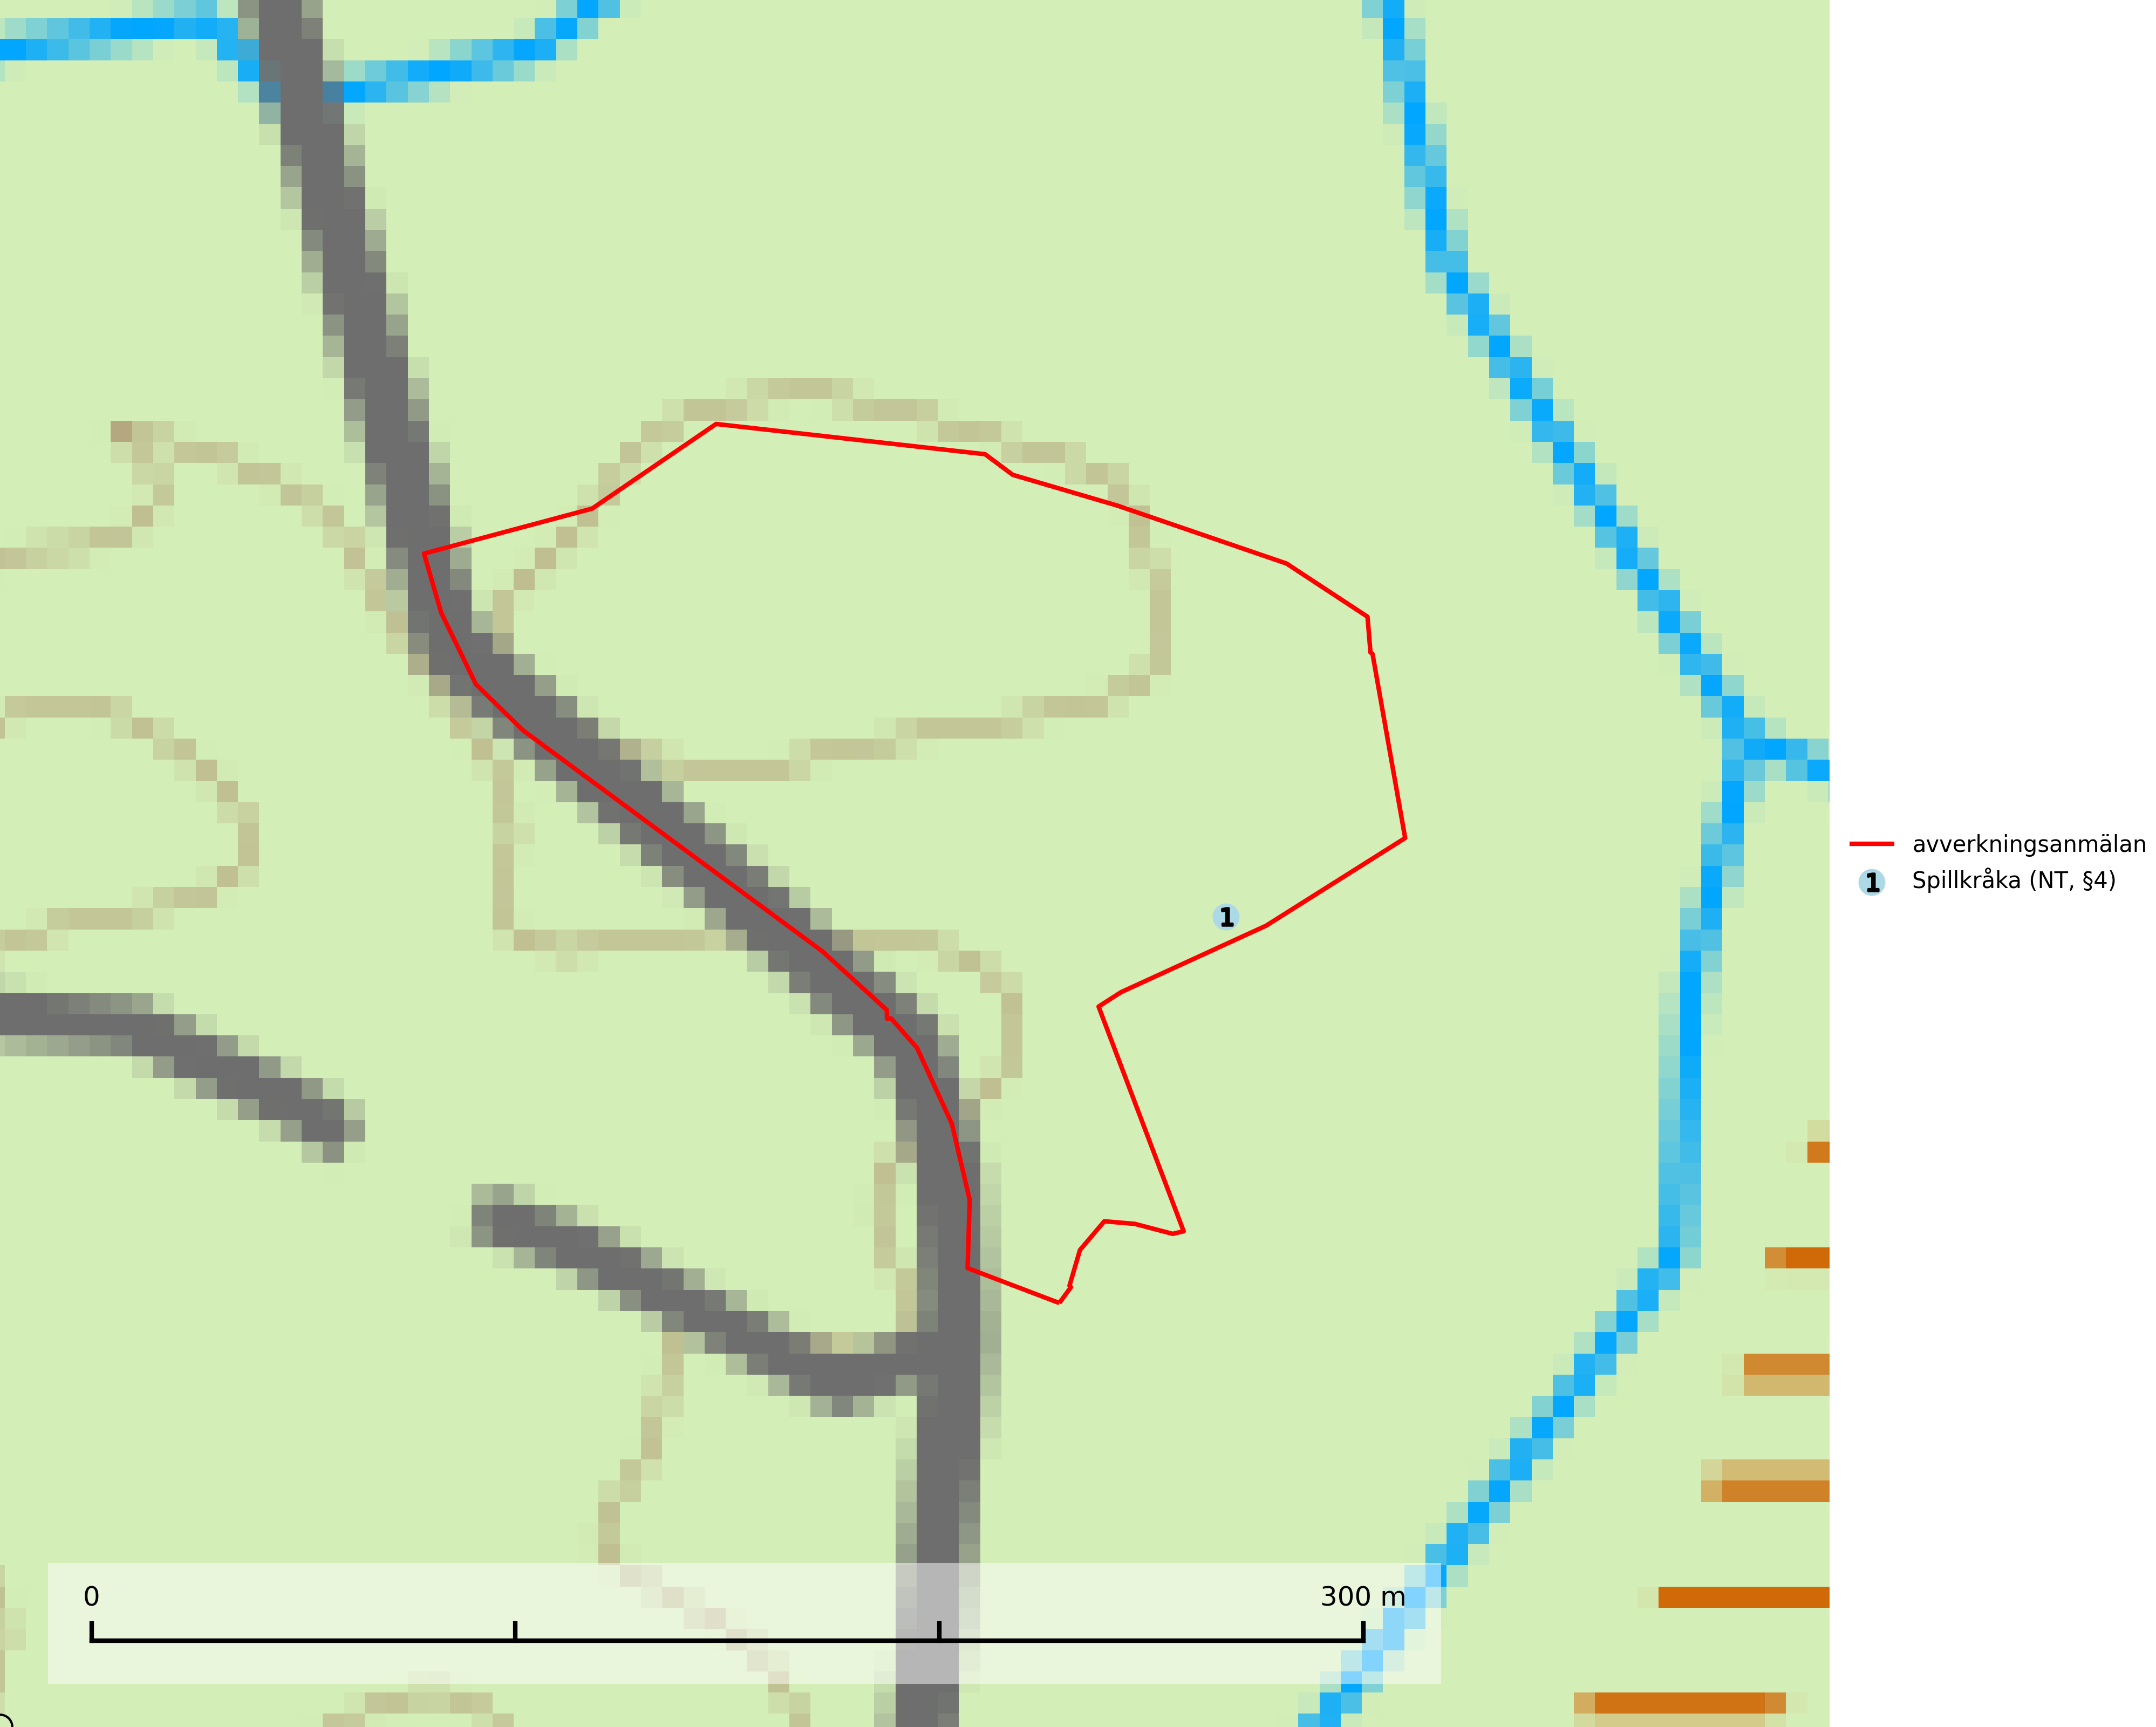 1
avverkningsanmälan
1 Spillkråka (NT, §4)
0 300 m